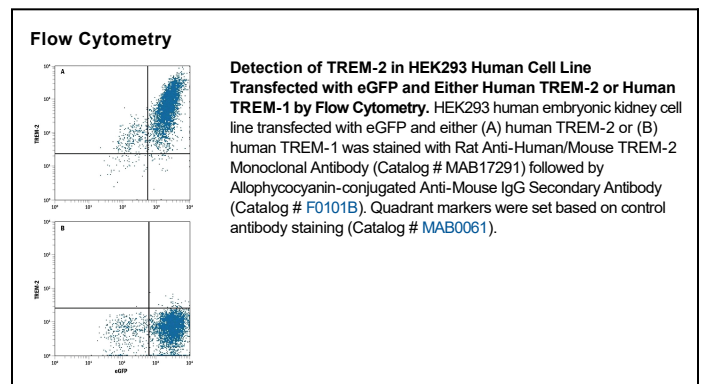 Flow Cytometry
A
TREM-2
B
TREM-2
eGFP
Detection of TREM-2 in HEK293 Human Cell Line
Transfected with eGFP and Either Human TREM-2 or Human
TREM-1 by Flow Cytometry. HEK293 human embryonic kidney cell
line transfected with eGFP and either (A) human TREM-2 or (B)
human TREM-1 was stained with Rat Anti-Human/Mouse TREM-2
Monoclonal Antibody (Catalog # MAB17291) followed by
Allophycocyanin-conjugated Anti-Mouse IgG Secondary Antibody
(Catalog # F0101B). Quadrant markers were set based on control
antibody staining (Catalog # MAB0061).